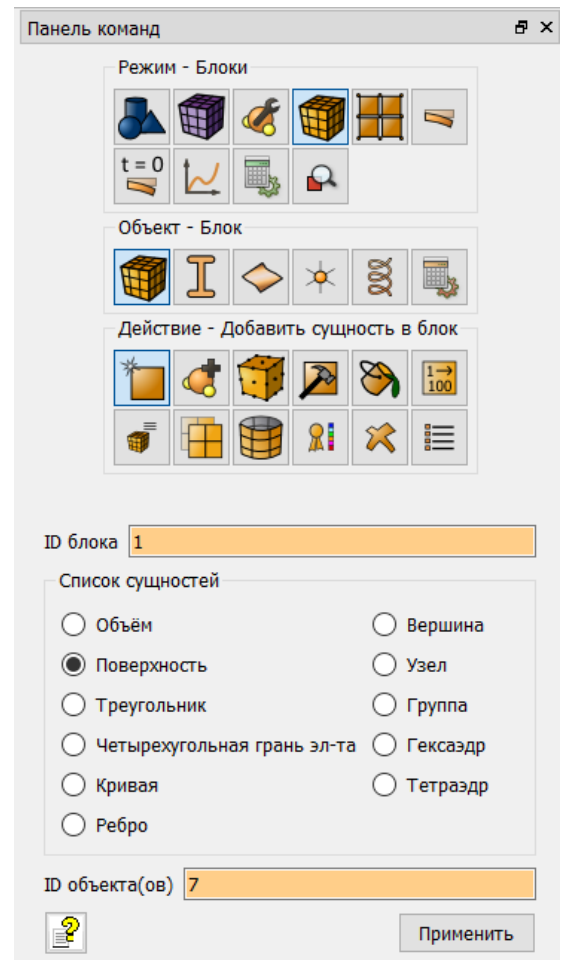 Панель команд
Режим - Блоки
t = 0
Объект - Блок
Действие - Добавить сущность в блок
1→
100
ID блока 1
Список сущностей
Объём
Вершина
Поверхность
Узел
Треугольник
Группа
Четырехугольная грань эл-та
Гексаэдр
Кривая
Тетраэдр
Ребро
ID объекта(ов) 7
Применить